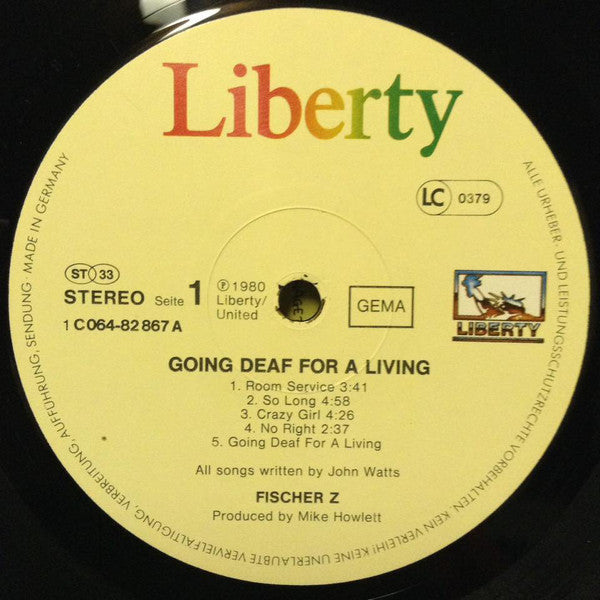 Liberty
LC 0379
ST 33
STEREO Seite 1
1 C 064-82 867 A
℗ 1980
Liberty/
United
GEMA
LIBERTY
GOING DEAF FOR A LIVING
1. Room Service 3:41
2. So Long 4:58
3. Crazy Girl 4:26
4. No Right 2:37
5. Going Deaf For A Living
All songs written by John Watts
FISCHER Z
Produced by Mike Howlett
ALLE URHEBER- UND LEISTUNGSSCHUTZRECHTE VORBEHALTEN. KEIN VERLEIH! KEINE UNERLAUBTE VERVIELFÄLTIGUNG, VERBREITUNG, AUFFÜHRUNG, SENDUNG · MADE IN GERMANY